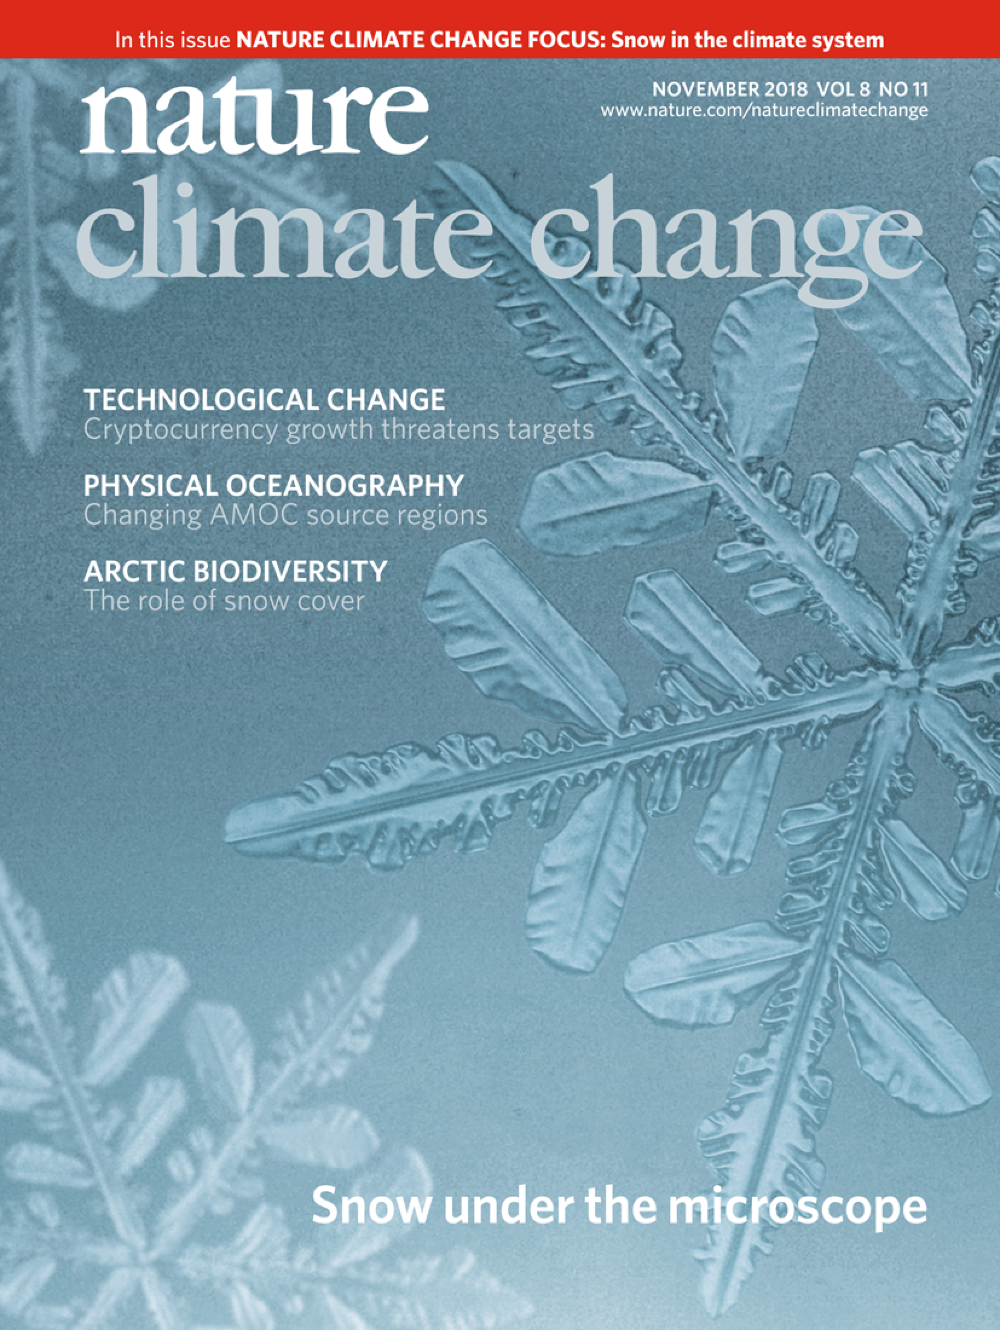 In this issue NATURE CLIMATE CHANGE FOCUS: Snow in the climate system
nature
climate change
NOVEMBER 2018 VOL 8 NO 11
www.nature.com/natureclimatechange
TECHNOLOGICAL CHANGE
Cryptocurrency growth threatens targets
PHYSICAL OCEANOGRAPHY
Changing AMOC source regions
ARCTIC BIODIVERSITY
The role of snow cover
Snow under the microscope